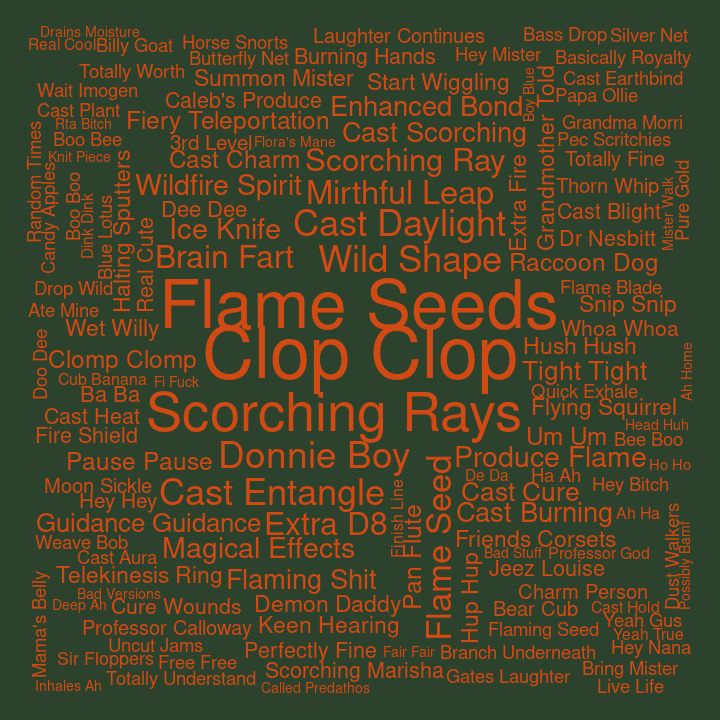 Drains Moisture
Real Cool
Billy Goat
Horse Snorts
Laughter Continues
Bass Drop
Silver Net
Totally Worth
Butterfly Net
Burning Hands
Hey Mister
Basically Royalty
Wait Imogen
Summon Mister
Start Wiggling
Boy Blue
Told
Cast Earthbind
Cast Plant
Caleb's Produce
Enhanced Bond
Papa Ollie
Rta Bitch
Fiery Teleportation
Cast Scorching
Grandmother
Grandma Morri
Boo Bee
3rd Level
Flora's Mane
Pec Scritchies
Knit Piece
Cast Charm
Scorching Ray
Extra Fire
Totally Fine
Random Times
Candy Apples
Boo Boo
Dink Dink
Blue Lotus
Halting Sputters
Real Cute
Wildfire Spirit
Mirthful Leap
Thorn Whip
Mister Walk
Pure Gold
Dee Dee
Ice Knife
Cast Daylight
Cast Blight
Dr Nesbitt
Brain Fart
Wild Shape
Raccoon Dog
Drop Wild
Flame Seeds
Flame Blade
Ate Mine
Snip Snip
Wet Willy
Clop Clop
Whoa Whoa
Doo Dee
Clomp Clomp
Hush Hush
Ah Home
Cub Banana
Fi Fuck
Tight Tight
Ba Ba
Quick Exhale
Cast Heat
Scorching Rays
Flying Squirrel
Fire Shield
Um Um
Head Huh
Bee Boo
Pause Pause
Donnie Boy
Produce Flame
Ho Ho
Moon Sickle
Cast Entangle
Flame Seed
De Da
Ha Ah
Hey Bitch
Hey Hey
Finish Line
Cast Cure
Guidance Guidance
Extra D8
Pan Flute
Cast Burning
Ah Ha
Weave Bob
Magical Effects
Friends Corsets
Dust Walkers
Possibly Bamf
Cast Aura
Bad Stuff
Professor God
Telekinesis Ring
Flaming Shit
Hup Hup
Jeez Louise
Mama's Belly
Bad Versions
Charm Person
Deep Ah
Cure Wounds
Demon Daddy
Bear Cub
Cast Hold
Professor Calloway
Keen Hearing
Flaming Seed
Yeah Gus
Yeah True
Uncut Jams
Perfectly Fine
Fair Fair
Branch Underneath
Hey Nana
Sir Floppers
Free Free
Scorching Marisha
Bring Mister
Inhales Ah
Totally Understand
Called Predathos
Gates Laughter
Live Life